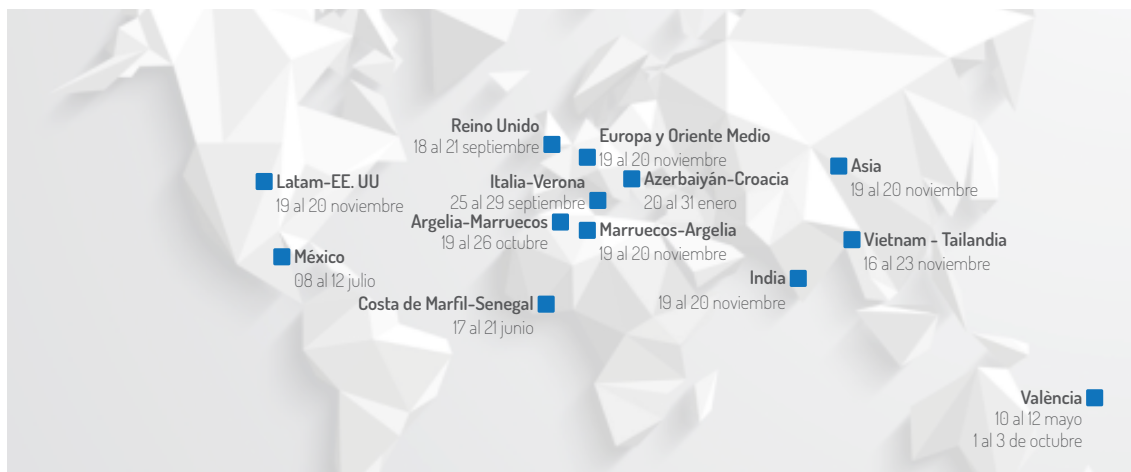 Reino Unido
18 al 21 septiembre
Europa y Oriente Medio
19 al 20 noviembre
Latam-EE. UU
19 al 20 noviembre
Italia-Verona
25 al 29 septiembre
Azerbaiyán-Croacia
20 al 31 enero
Asia
19 al 20 noviembre
Argelia-Marruecos
19 al 26 octubre
Marruecos-Argelia
19 al 20 noviembre
Vietnam - Tailandia
16 al 23 noviembre
México
08 al 12 julio
India
19 al 20 noviembre
Costa de Marfil-Senegal
17 al 21 junio
València
10 al 12 mayo
1 al 3 de octubre